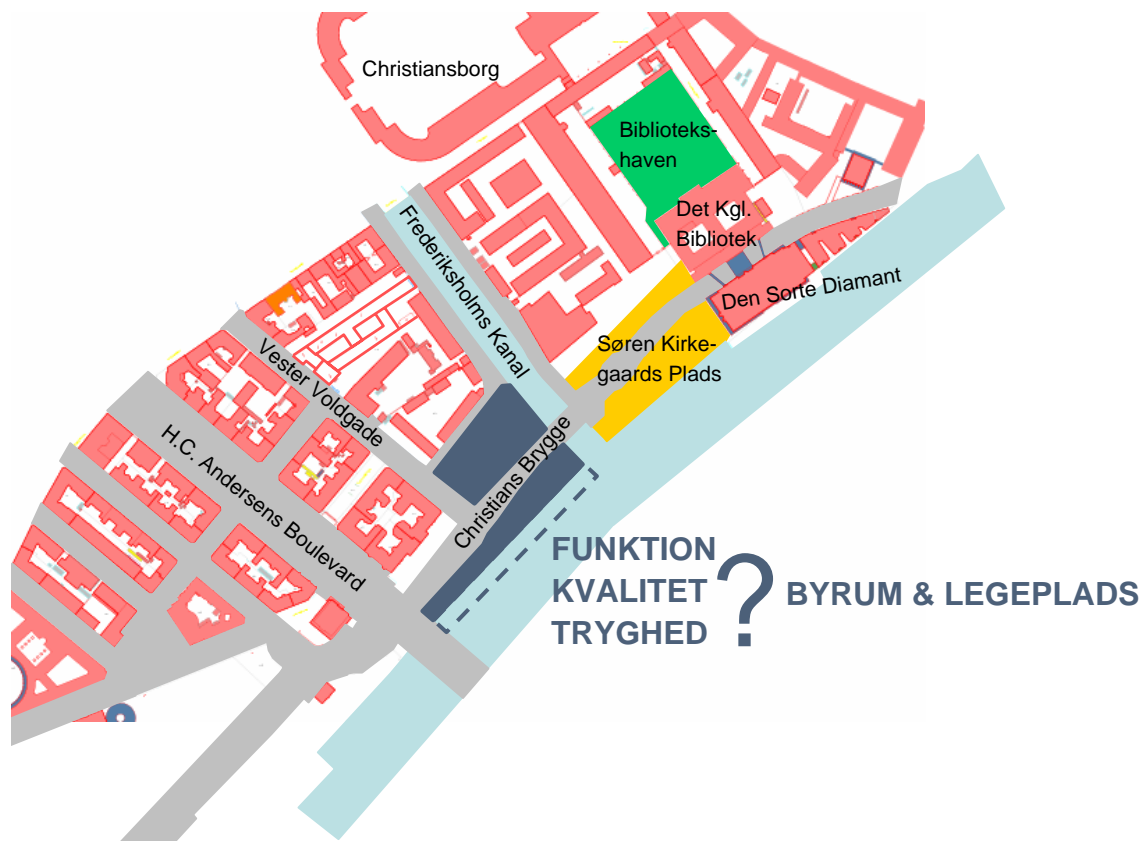 Christiansborg
Biblioteks-
haven
Det Kgl.
Bibliotek
Den Sorte Diamant
Frederiksholms Kanal
Søren Kirke-
gaards Plads
Vester Voldgade
H.C. Andersens Boulevard
Christians Brygge
FUNKTION
KVALITET
TRYGHED
?
BYRUM & LEGEPLADS